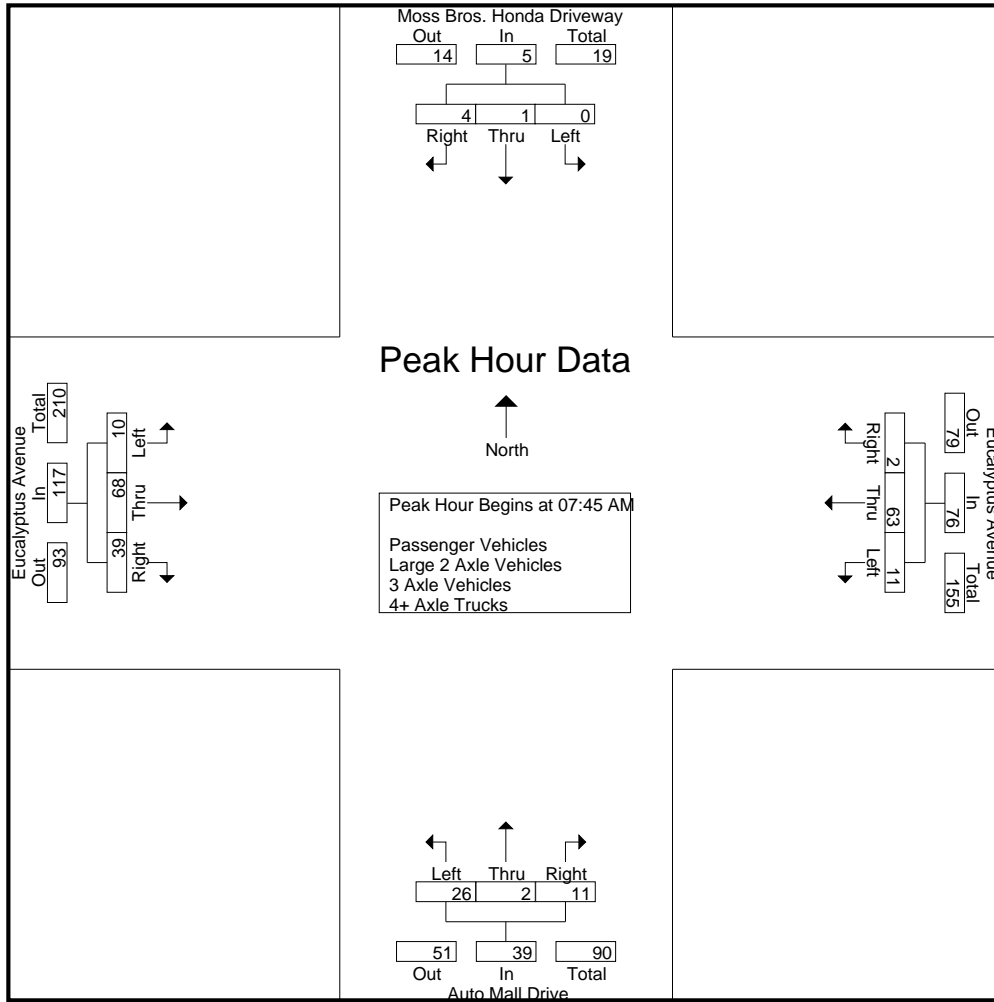 Moss Bros. Honda Driveway
Out In Total
14 5 19
4 1 0
Right Thru Left
Peak Hour Data
North
Peak Hour Begins at 07:45 AM
Passenger Vehicles
Large 2 Axle Vehicles
3 Axle Vehicles
4+ Axle Trucks
Eucalyptus Avenue
Out In Total
93 117 210
39 68 10
Right Thru Left
Eucalyptus Avenue
Out In Total
79 76 155
2 63 11
Right Thru Left
Left Thru Right
26 2 11
51 39 90
Out In Total
Auto Mall Drive